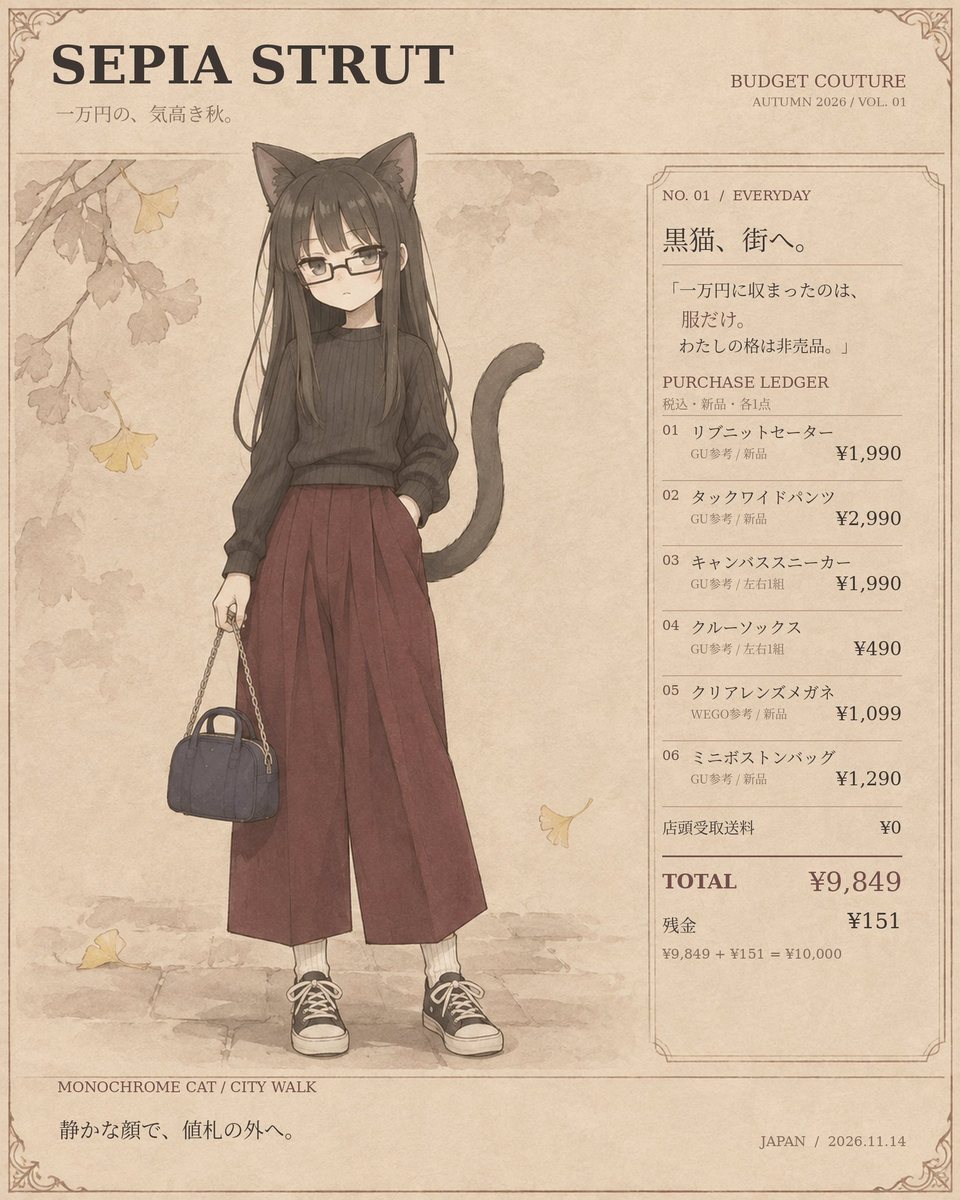 SEPIA STRUT
一万円の、気高き秋。
BUDGET COUTURE
AUTUMN 2026 / VOL. 01
NO. 01 / EVERYDAY
黒猫、街へ。
「一万円に収まったのは、
服だけ。
わたしの格は非売品。」
PURCHASE LEDGER
税込・新品・各1点
01 リブニットセーター
GU参考 / 新品 ¥1,990
02 タックワイドパンツ
GU参考 / 新品 ¥2,990
03 キャンバススニーカー
GU参考 / 左右1組 ¥1,990
04 クルーソックス
GU参考 / 左右1組 ¥490
05 クリアレンズメガネ
WEGO参考 / 新品 ¥1,099
06 ミニボストンバッグ
GU参考 / 新品 ¥1,290
店頭受取送料 ¥0
TOTAL ¥9,849
残金 ¥151
¥9,849 + ¥151 = ¥10,000
MONOCHROME CAT / CITY WALK
静かな顔で、値札の外へ。
JAPAN / 2026.11.14